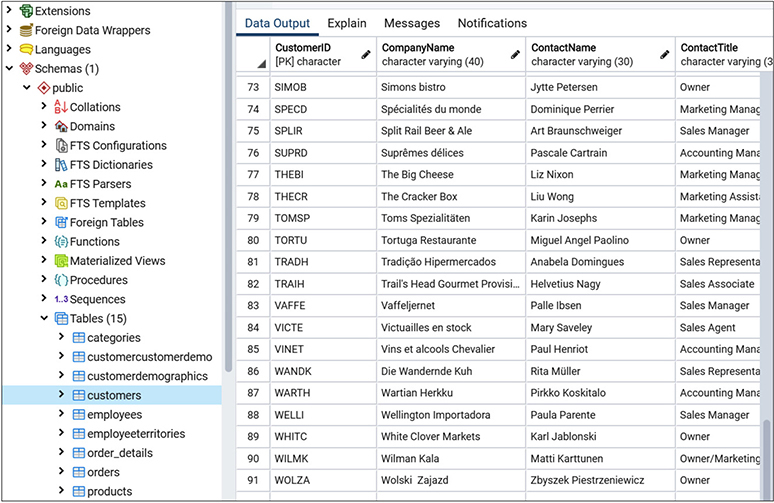 Extensions
Foreign Data Wrappers
Languages
Schemas (1)
public
Collations
Domains
FTS Configurations
FTS Dictionaries
FTS Parsers
FTS Templates
Foreign Tables
Functions
Materialized Views
Procedures
1..3 Sequences
Tables (15)
categories
customercustomerdemo
customerdemographics
customers
employees
employeeterritories
order_details
orders
products
Data Output Explain Messages Notifications
CustomerID CompanyName ContactName ContactTitle
[PK] character character varying (40) character varying (30) character varying (3
73 SIMOB Simons bistro Jytte Petersen Owner
74 SPECD Spécialités du monde Dominique Perrier Marketing Manag
75 SPLIR Split Rail Beer & Ale Art Braunschweiger Sales Manager
76 SUPRD Suprêmes délices Pascale Cartrain Accounting Mana
77 THEBI The Big Cheese Liz Nixon Marketing Manag
78 THECR The Cracker Box Liu Wong Marketing Assista
79 TOMSP Toms Spezialitäten Karin Josephs Marketing Manag
80 TORTU Tortuga Restaurante Miguel Angel Paolino Owner
81 TRADH Tradição Hipermercados Anabela Domingues Sales Representa
82 TRAIH Trail's Head Gourmet Provisi... Helvetius Nagy Sales Associate
83 VAFFE Vaffeljernet Palle Ibsen Sales Manager
84 VICTE Victuailles en stock Mary Saveley Sales Agent
85 VINET Vins et alcools Chevalier Paul Henriot Accounting Mana
86 WANDK Die Wandernde Kuh Rita Müller Sales Representa
87 WARTH Wartian Herkku Pirkko Koskitalo Accounting Mana
88 WELLI Wellington Importadora Paula Parente Sales Manager
89 WHITC White Clover Markets Karl Jablonski Owner
90 WILMK Wilman Kala Matti Karttunen Owner/Marketing
91 WOLZA Wolski Zajazd Zbyszek Piestrzeniewicz Owner